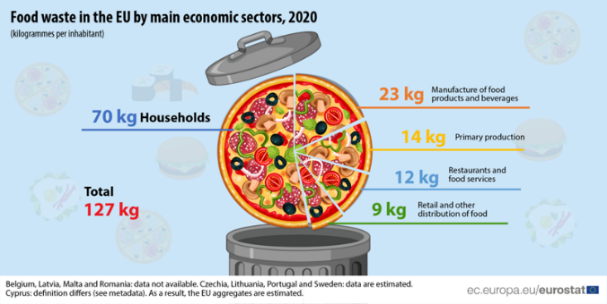 Food waste in the EU by main economic sectors, 2020
(kilogrammes per inhabitant)
70 kg Households
Total
127 kg
23 kg Manufacture of food
products and beverages
14 kg Primary production
12 kg Restaurants and
food services
9 kg Retail and other
distribution of food
Belgium, Latvia, Malta and Romania: data not available. Czechia, Lithuania, Portugal and Sweden: data are estimated.
Cyprus: definition differs (see metadata). As a result, the EU aggregates are estimated.
ec.europa.eu/eurostat